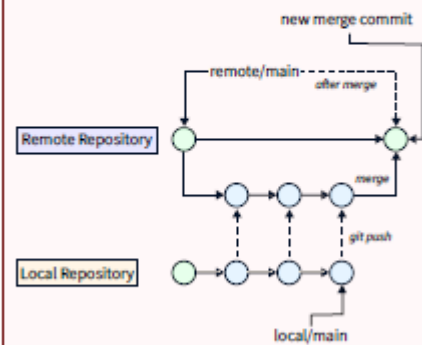 new merge commit
remote/main
after merge
Remote Repository
merge
git push
Local Repository
local/main